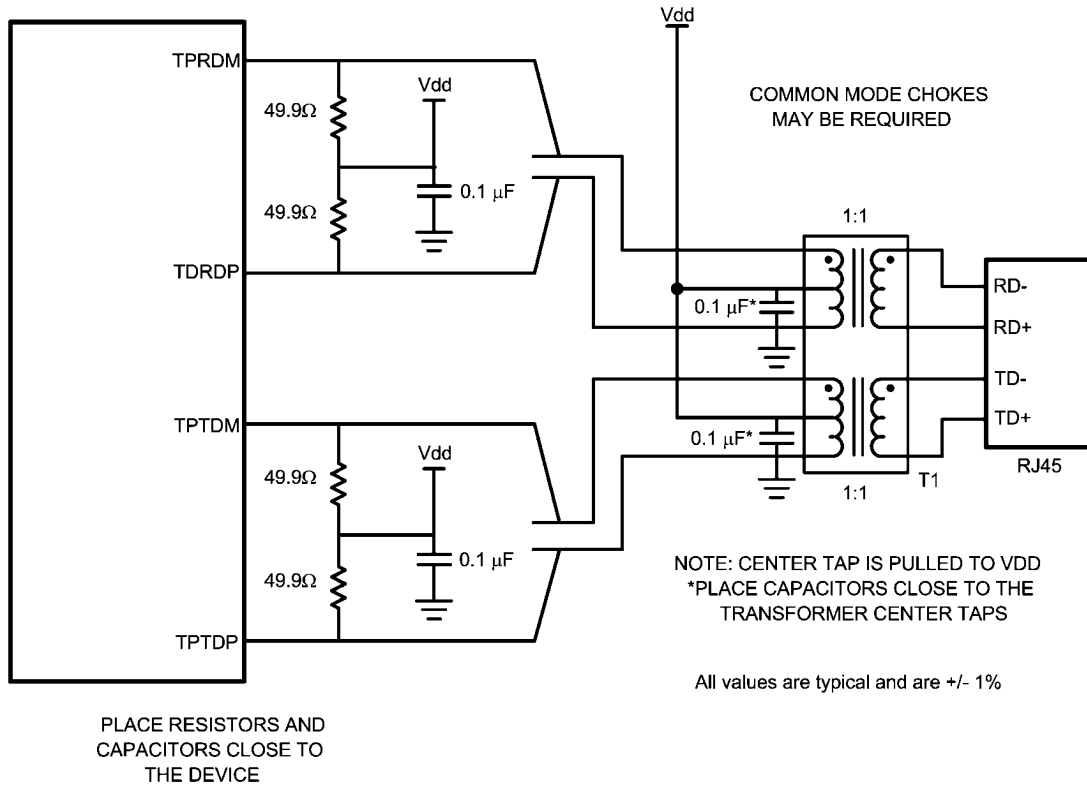 Vdd
TPRDM
Vdd
49.9Ω
COMMON MODE CHOKES
MAY BE REQUIRED
0.1 µF
49.9Ω
1:1
TDRDP
RD-
0.1 µF*
RD+
TD-
TPTDM
TD+
Vdd
0.1 µF*
RJ45
49.9Ω
1:1
T1
0.1 µF
NOTE: CENTER TAP IS PULLED TO VDD
49.9Ω
*PLACE CAPACITORS CLOSE TO THE
TRANSFORMER CENTER TAPS
TPTDP
All values are typical and are +/- 1%
PLACE RESISTORS AND
CAPACITORS CLOSE TO
THE DEVICE